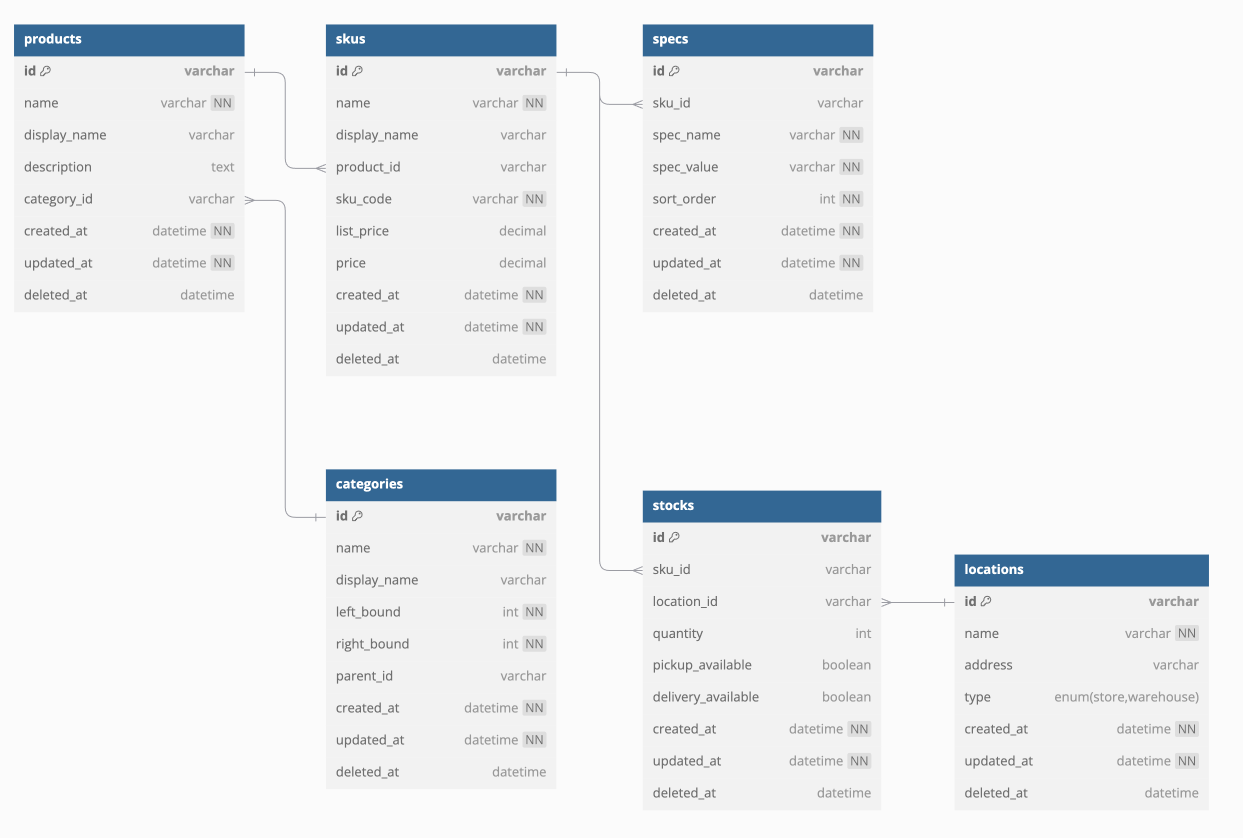 products
id varchar
name varchar NN
display_name varchar
description text
category_id varchar
created_at datetime NN
updated_at datetime NN
deleted_at datetime
skus
id varchar
name varchar NN
display_name varchar
product_id varchar
sku_code varchar NN
list_price decimal
price decimal
created_at datetime NN
updated_at datetime NN
deleted_at datetime
specs
id varchar
sku_id varchar
spec_name varchar NN
spec_value varchar NN
sort_order int NN
created_at datetime NN
updated_at datetime NN
deleted_at datetime
categories
id varchar
name varchar NN
display_name varchar
left_bound int NN
right_bound int NN
parent_id varchar
created_at datetime NN
updated_at datetime NN
deleted_at datetime
stocks
id varchar
sku_id varchar
location_id varchar
quantity int
pickup_available boolean
delivery_available boolean
created_at datetime NN
updated_at datetime NN
deleted_at datetime
locations
id varchar
name varchar NN
address varchar
type enum(store,warehouse)
created_at datetime NN
updated_at datetime NN
deleted_at datetime